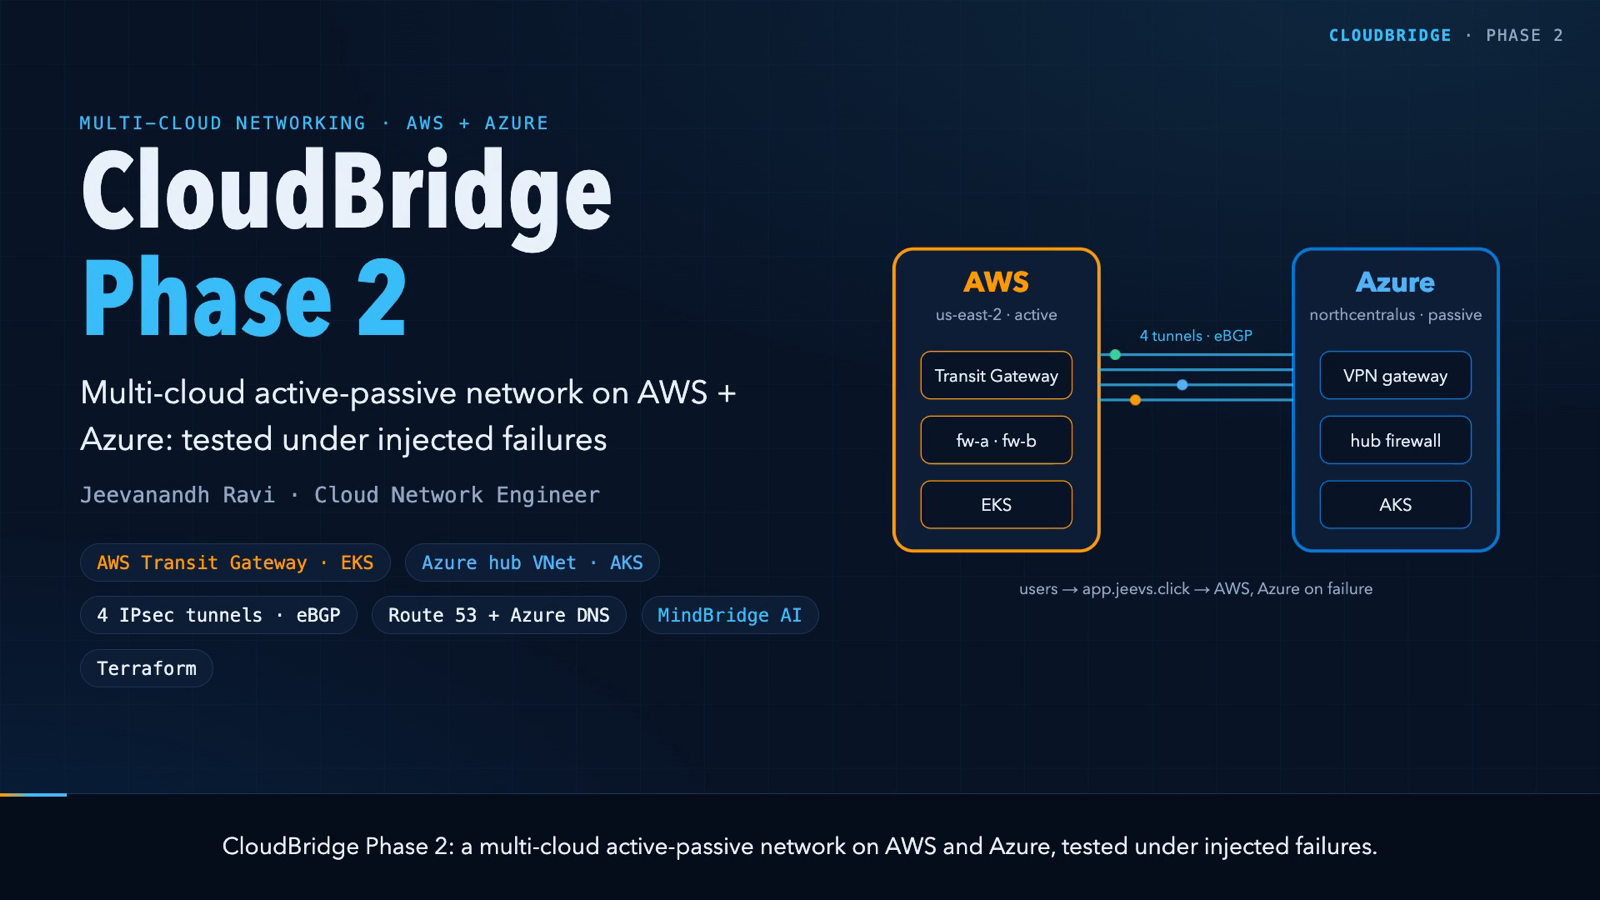 CLOUDBRIDGE · PHASE 2
MULTI-CLOUD NETWORKING · AWS + AZURE
CloudBridge
Phase 2
Multi-cloud active-passive network on AWS +
Azure: tested under injected failures
Jeevanandh Ravi · Cloud Network Engineer
AWS Transit Gateway · EKS
Azure hub VNet · AKS
4 IPsec tunnels · eBGP
Route 53 + Azure DNS
MindBridge AI
Terraform
AWS
us-east-2 · active
Transit Gateway
fw-a · fw-b
EKS
4 tunnels · eBGP
Azure
northcentralus · passive
VPN gateway
hub firewall
AKS
users → app.jeevs.click → AWS, Azure on failure
CloudBridge Phase 2: a multi-cloud active-passive network on AWS and Azure, tested under injected failures.